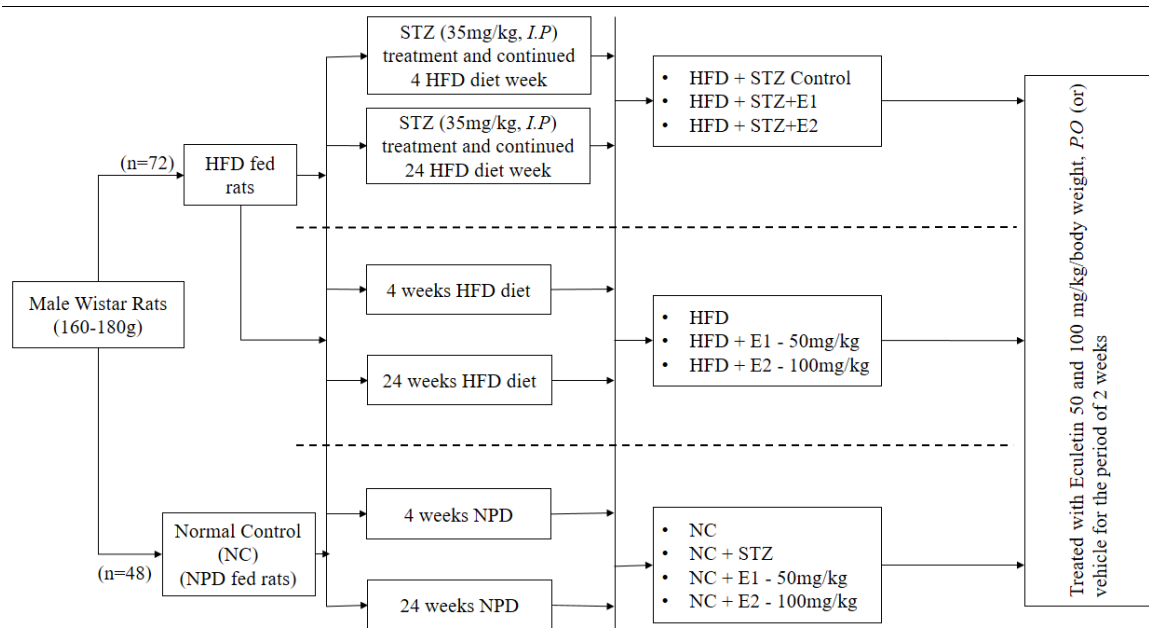 STZ (35mg/kg, I.P)
treatment and continued
4 HFD diet week
STZ (35mg/kg, I.P)
treatment and continued
24 HFD diet week
• HFD + STZ Control
• HFD + STZ+E1
• HFD + STZ+E2
(n=72)
HFD fed
rats
Male Wistar Rats
(160-180g)
4 weeks HFD diet
24 weeks HFD diet
• HFD
• HFD + E1 - 50mg/kg
• HFD + E2 - 100mg/kg
(n=48)
Normal Control
(NC)
(NPD fed rats)
4 weeks NPD
24 weeks NPD
• NC
• NC + STZ
• NC + E1 - 50mg/kg
• NC + E2 - 100mg/kg
Treated with Eculetin 50 and 100 mg/kg/body weight, P.O (or)
vehicle for the period of 2 weeks